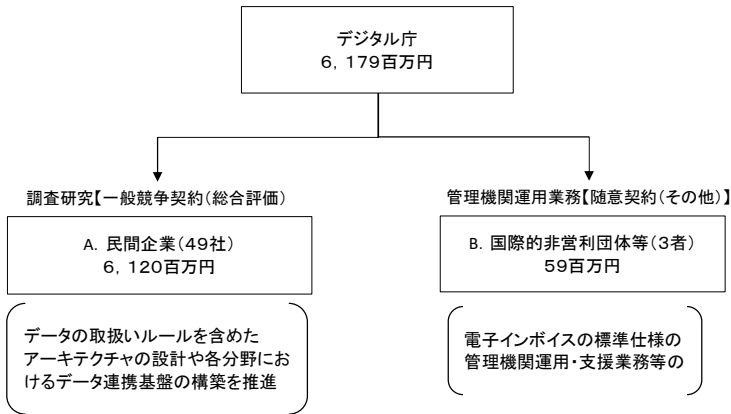 デジタル庁
6，179百万円
調査研究【一般競争契約（総合評価）
管理機関運用業務【随意契約（その他）】
A. 民間企業（49社）
6，120百万円
B. 国際的非営利団体等（3者）
59百万円
データの取扱いルールを含めた
アーキテクチャの設計や各分野にお
けるデータ連携基盤の構築を推進
電子インボイスの標準仕様の
管理機関運用・支援業務等の